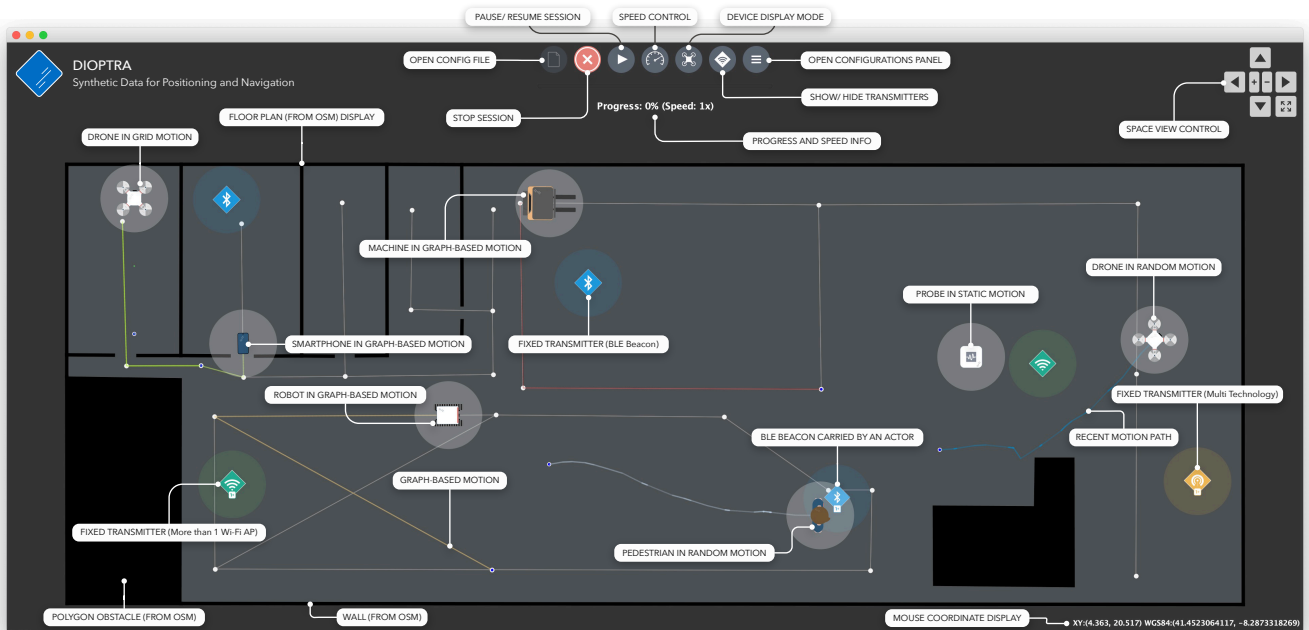 PAUSE/ RESUME SESSION
SPEED CONTROL
DEVICE DISPLAY MODE
OPEN CONFIG FILE
OPEN CONFIGURATIONS PANEL
DIOPTRA
Synthetic Data for Positioning and Navigation
SHOW/ HIDE TRANSMITTERS
Progress: 0% (Speed: 1x)
FLOOR PLAN (FROM OSM) DISPLAY
STOP SESSION
SPACE VIEW CONTROL
DRONE IN GRID MOTION
PROGRESS AND SPEED INFO
MACHINE IN GRAPH-BASED MOTION
DRONE IN RANDOM MOTION
PROBE IN STATIC MOTION
SMARTPHONE IN GRAPH-BASED MOTION
FIXED TRANSMITTER (BLE Beacon)
ROBOT IN GRAPH-BASED MOTION
FIXED TRANSMITTER (Multi Technology)
BLE BEACON CARRIED BY AN ACTOR
RECENT MOTION PATH
GRAPH-BASED MOTION
FIXED TRANSMITTER (More than 1 Wi-Fi AP)
PEDESTRIAN IN RANDOM MOTION
POLYGON OBSTACLE (FROM OSM)
WALL (FROM OSM)
MOUSE COORDINATE DISPLAY
XY:(4.363, 20.517) WGS84:(41.4523064117, -8.2873318269)